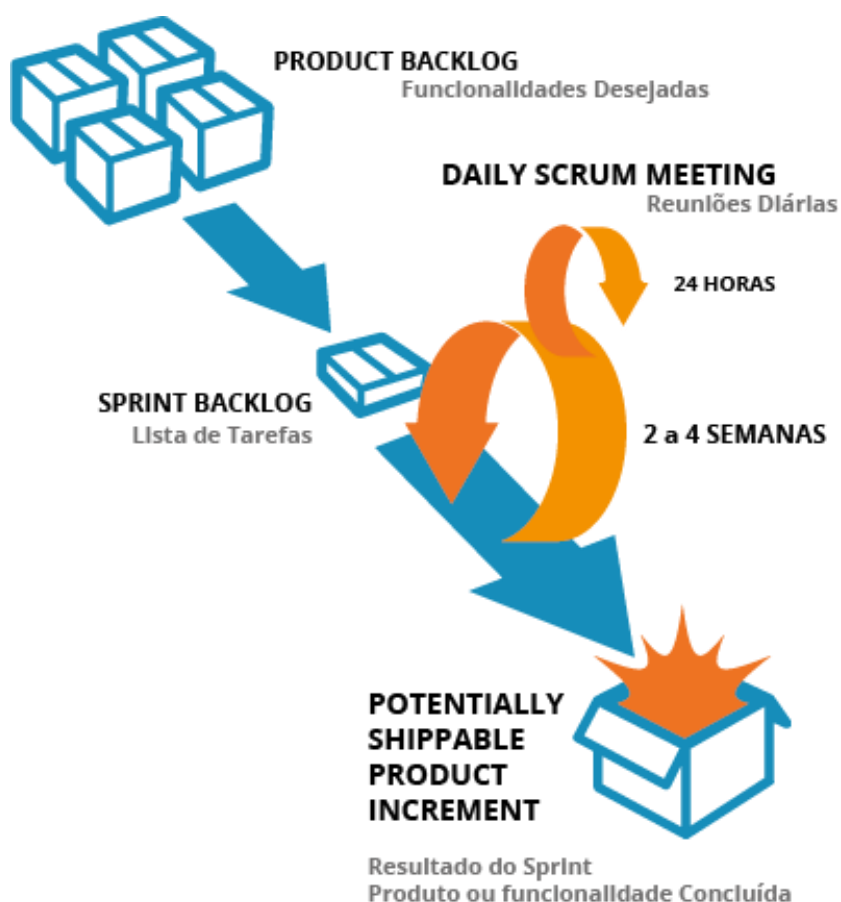 PRODUCT BACKLOG
Funcionalidades Desejadas
DAILY SCRUM MEETING
Reuniões Diárias
24 HORAS
SPRINT BACKLOG
Lista de Tarefas
2 a 4 SEMANAS
POTENTIALLY
SHIPPABLE
PRODUCT
INCREMENT
Resultado do Sprint
Produto ou funcionalidade Concluída